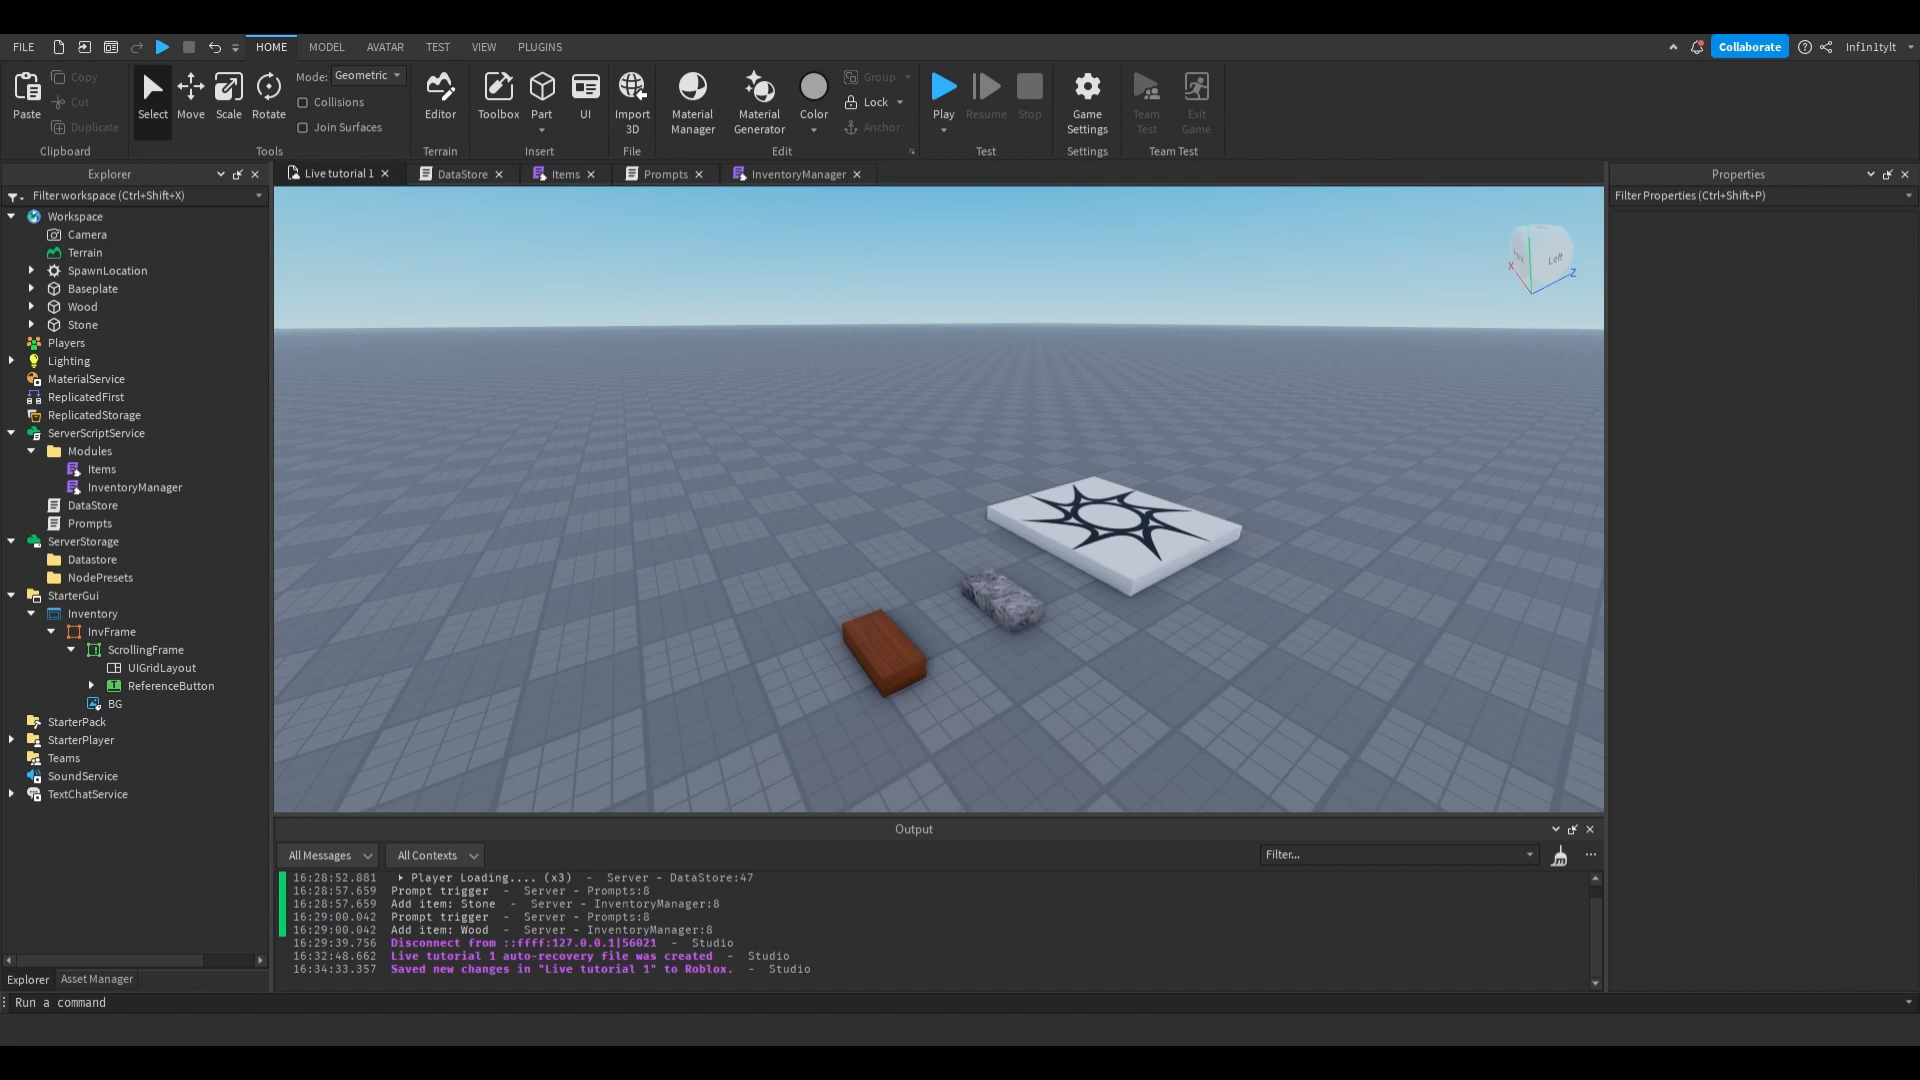 FILE HOME MODEL AVATAR TEST VIEW PLUGINS Collaborate Inf1n1tylt
Paste Copy Cut Duplicate Clipboard
Select Move Scale Rotate Mode: Geometric Collisions Join Surfaces Tools
Editor Terrain
Toolbox Part UI Insert
Import 3D File
Material Manager Material Generator Color Group Lock Anchor Edit
Play Resume Stop Test
Game Settings Settings
Team Test Exit Game Team Test
Explorer
Filter workspace (Ctrl+Shift+X)
Workspace
Camera
Terrain
SpawnLocation
Baseplate
Wood
Stone
Players
Lighting
MaterialService
ReplicatedFirst
ReplicatedStorage
ServerScriptService
Modules
Items
InventoryManager
DataStore
Prompts
ServerStorage
Datastore
NodePresets
StarterGui
Inventory
InvFrame
ScrollingFrame
UIGridLayout
ReferenceButton
BG
StarterPack
StarterPlayer
Teams
SoundService
TextChatService
Explorer Asset Manager
Live tutorial 1 DataStore Items Prompts InventoryManager
Left
X Z
Properties
Filter Properties (Ctrl+Shift+P)
Output
All Messages All Contexts Filter...
16:28:52.881 Player Loading.... (x3) - Server - DataStore:47
16:28:57.659 Prompt trigger - Server - Prompts:8
16:28:57.659 Add item: Stone - Server - InventoryManager:8
16:29:00.042 Prompt trigger - Server - Prompts:8
16:29:00.042 Add item: Wood - Server - InventoryManager:8
16:29:39.756 Disconnect from ::ffff:127.0.0.1|56021 - Studio
16:32:48.662 Live tutorial 1 auto-recovery file was created - Studio
16:34:33.357 Saved new changes in "Live tutorial 1" to Roblox. - Studio
Run a command